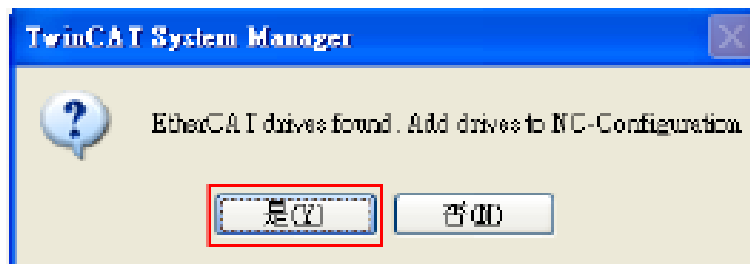 TwinCAT System Manager
EtherCAT drives found. Add drives to NC-Configuration
是(Y)
否(N)